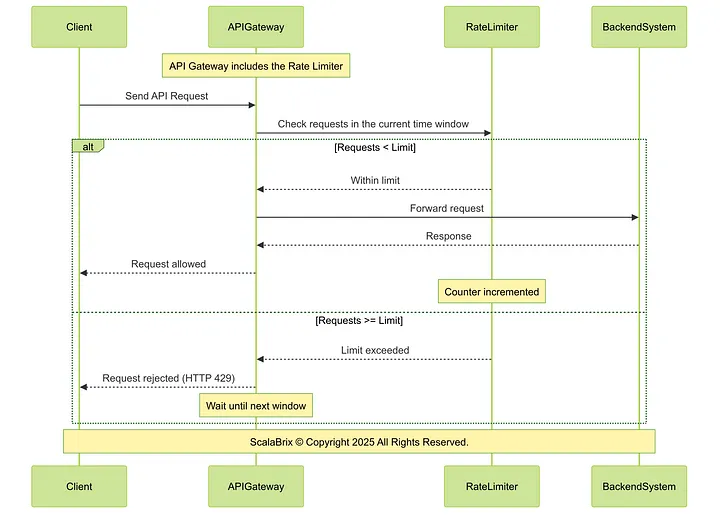 Client
APIGateway
RateLimiter
BackendSystem
API Gateway includes the Rate Limiter
Send API Request
Check requests in the current time window
alt
[Requests < Limit]
Within limit
Forward request
Response
Request allowed
Counter incremented
[Requests >= Limit]
Limit exceeded
Request rejected (HTTP 429)
Wait until next window
ScalaBrix © Copyright 2025 All Rights Reserved.
Client
APIGateway
RateLimiter
BackendSystem